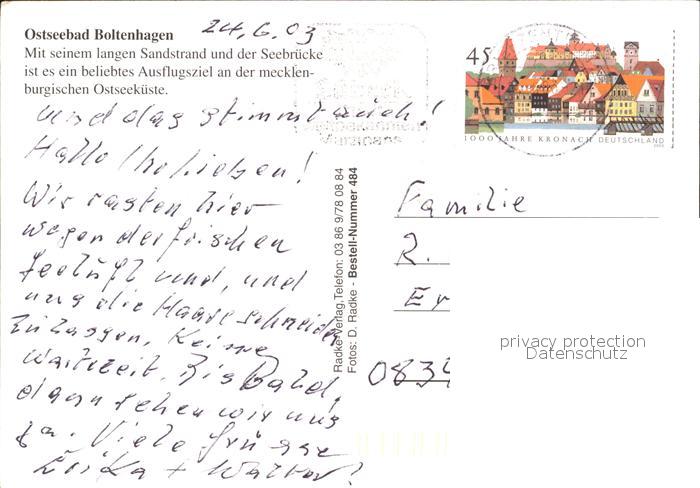 24.6.03
Ostseebad Boltenhagen
Mit seinem langen Sandstrand und der Seebrücke
ist es ein beliebtes Ausflugsziel an der mecklen-
burgischen Ostseeküste.
und das stimmt auch!
Hallo Ihr Lieben!
Wir rasten hier
wegen der frischen
Seeluft und, und
uns die Haare schneiden
zu lassen. Keine
Wartezeit. Bis Bald,
dann sehen wir uns
ja. Viele Grüsse
Erika + Walter!
Radke-Verlag, Telefon: 03 86 9/78 08 84
Fotos: D. Radke - Bestell-Nummer 484
45
1000 JAHRE KRONACH DEUTSCHLAND
Familie
R.
Er
0834
privacy protection
Datenschutz